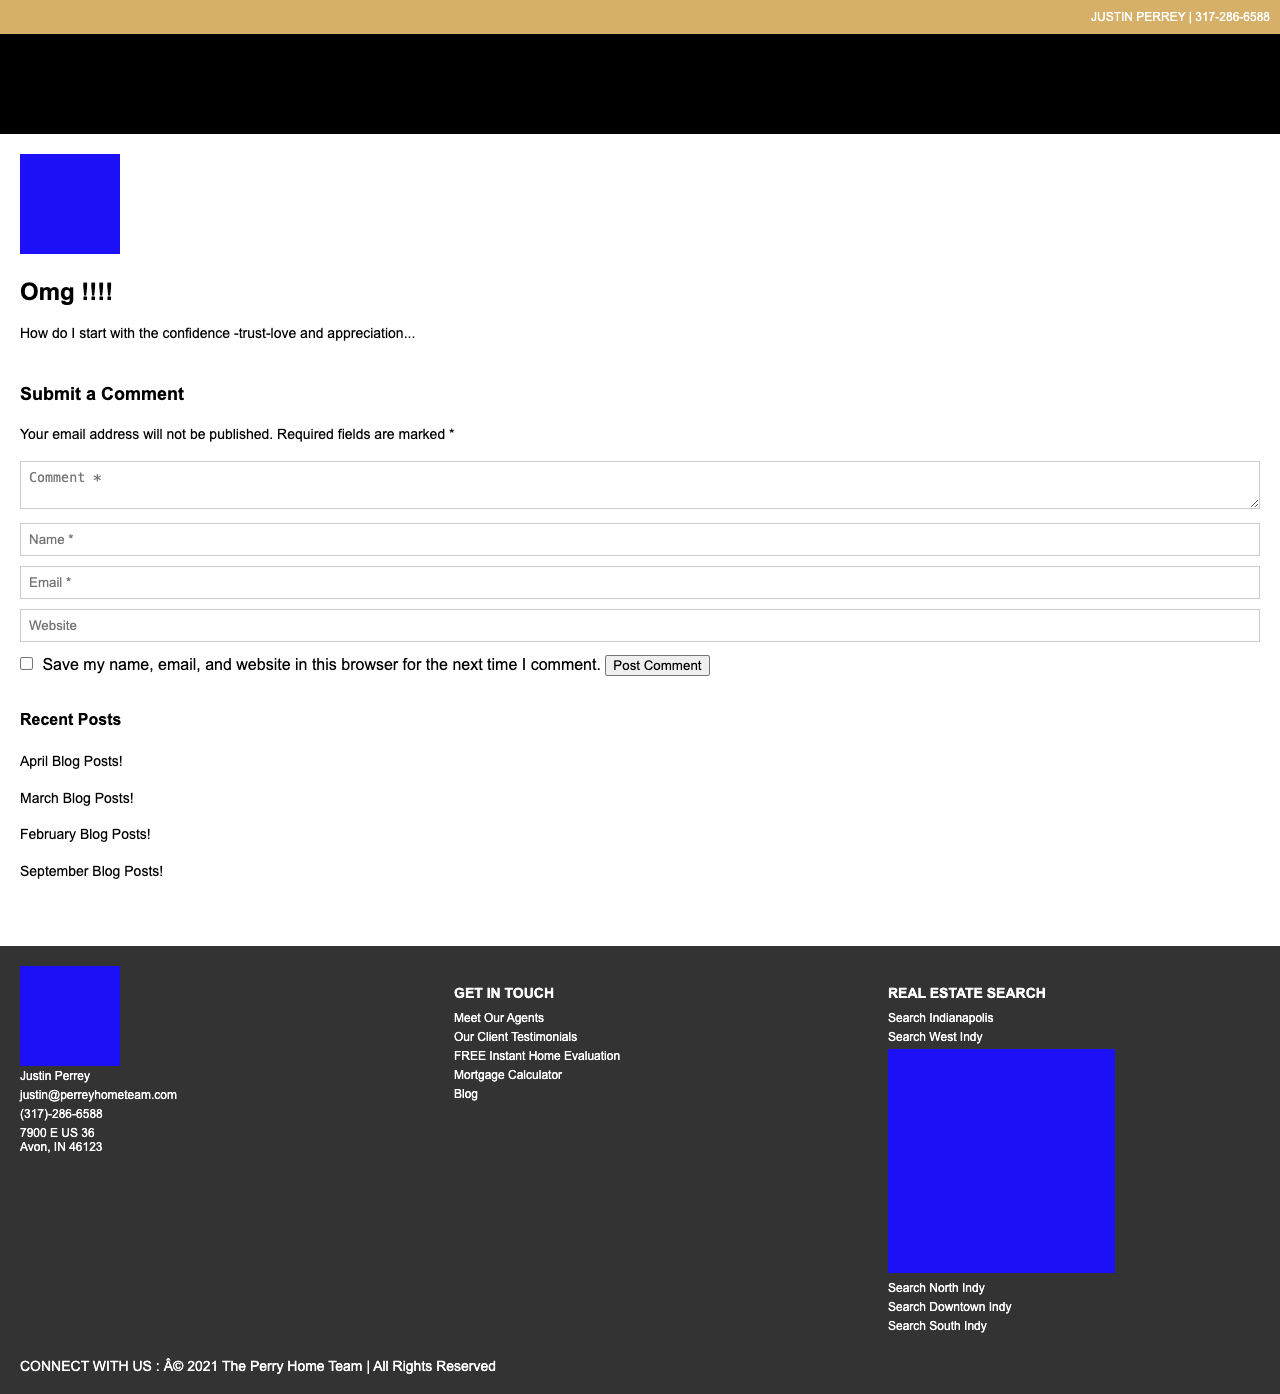 JUSTIN PERREY | 317-286-6588
Omg !!!!
How do I start with the confidence -trust-love and appreciation...
Submit a Comment
Your email address will not be published. Required fields are marked *
Comment *
Name *
Email *
Website
Save my name, email, and website in this browser for the next time I comment. Post Comment
Recent Posts
April Blog Posts!
March Blog Posts!
February Blog Posts!
September Blog Posts!
Justin Perrey
justin@perreyhometeam.com
(317)-286-6588
7900 E US 36
Avon, IN 46123
GET IN TOUCH
Meet Our Agents
Our Client Testimonials
FREE Instant Home Evaluation
Mortgage Calculator
Blog
REAL ESTATE SEARCH
Search Indianapolis
Search West Indy
Search North Indy
Search Downtown Indy
Search South Indy
CONNECT WITH US : Â© 2021 The Perry Home Team | All Rights Reserved